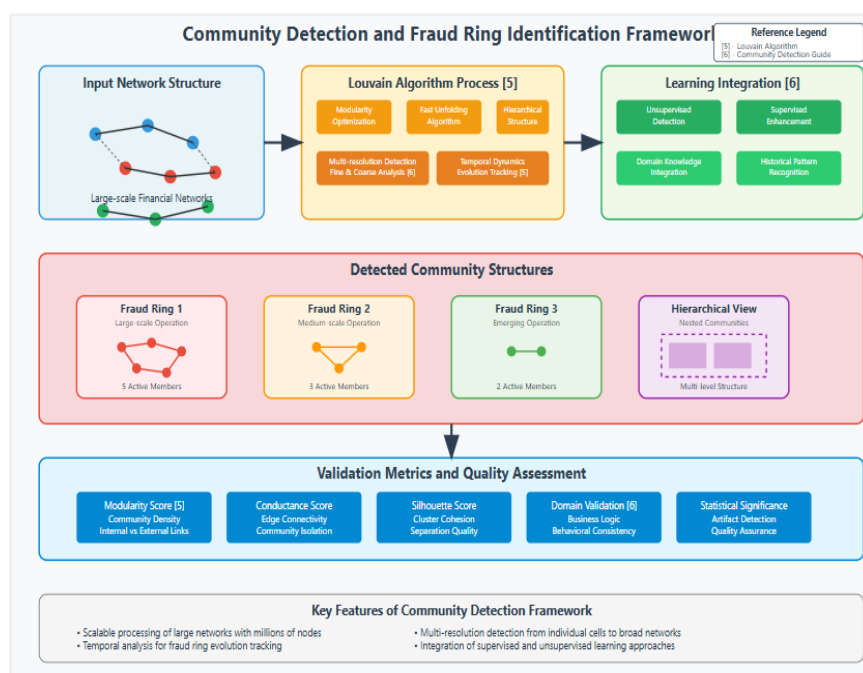 Community Detection and Fraud Ring Identification Framework
Reference Legend
[5] - Louvain Algorithm
[6] - Community Detection Guide
Input Network Structure
Large-scale Financial Networks
Louvain Algorithm Process [5]
Modularity
Optimization
Fast Unfolding
Algorithm
Hierarchical
Structure
Multi-resolution Detection
Fine & Coarse Analysis [6]
Temporal Dynamics
Evolution Tracking [5]
Learning Integration [6]
Unsupervised
Detection
Supervised
Enhancement
Domain Knowledge
Integration
Historical Pattern
Recognition
Detected Community Structures
Fraud Ring 1
Large-scale Operation
5 Active Members
Fraud Ring 2
Medium-scale Operation
3 Active Members
Fraud Ring 3
Emerging Operation
2 Active Members
Hierarchical View
Nested Communities
Multi-level Structure
Validation Metrics and Quality Assessment
Modularity Score [5]
Community Density
Internal vs External Links
Conductance Score
Edge Connectivity
Community Isolation
Silhouette Score
Cluster Cohesion
Separation Quality
Domain Validation [6]
Business Logic
Behavioral Consistency
Statistical Significance
Artifact Detection
Quality Assurance
Key Features of Community Detection Framework
• Scalable processing of large networks with millions of nodes
• Temporal analysis for fraud ring evolution tracking
• Multi-resolution detection from individual cells to broad networks
• Integration of supervised and unsupervised learning approaches